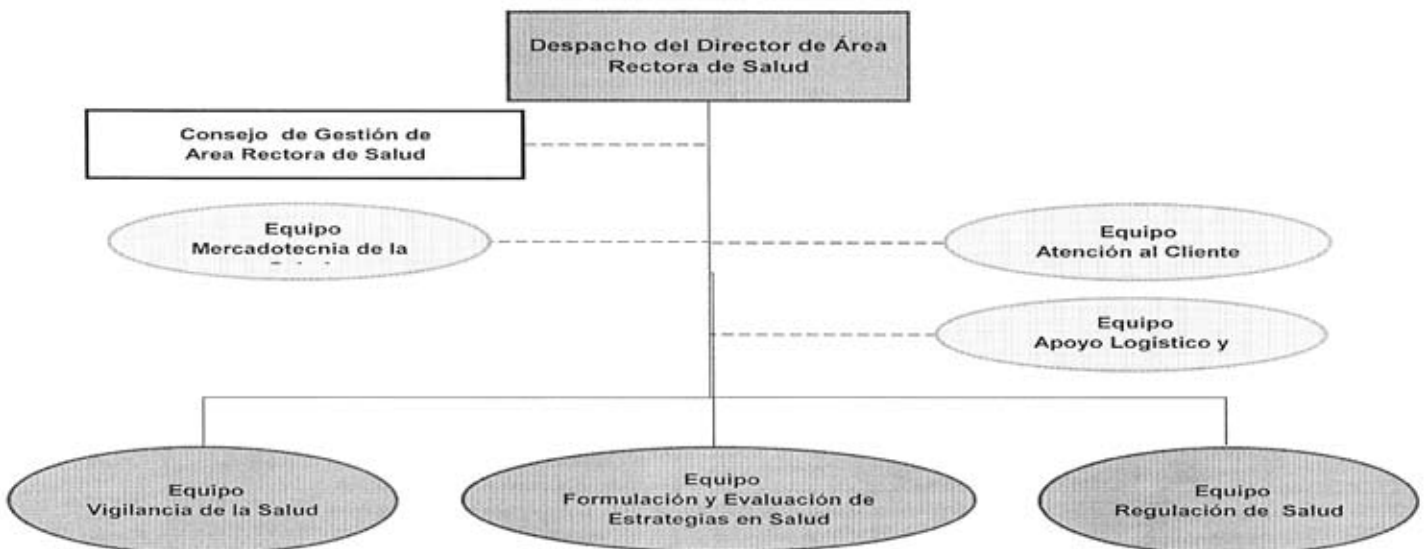 Despacho del Director de Área
Rectora de Salud
Consejo de Gestión de
Area Rectora de Salud
Equipo
Mercadotecnia de la
Equipo
Atención al Cliente
Equipo
Apoyo Logistico y
Equipo
Vigilancia de la Salud
Equipo
Formulación y Evaluación de
Estrategias en Salud
Equipo
Regulación de Salud